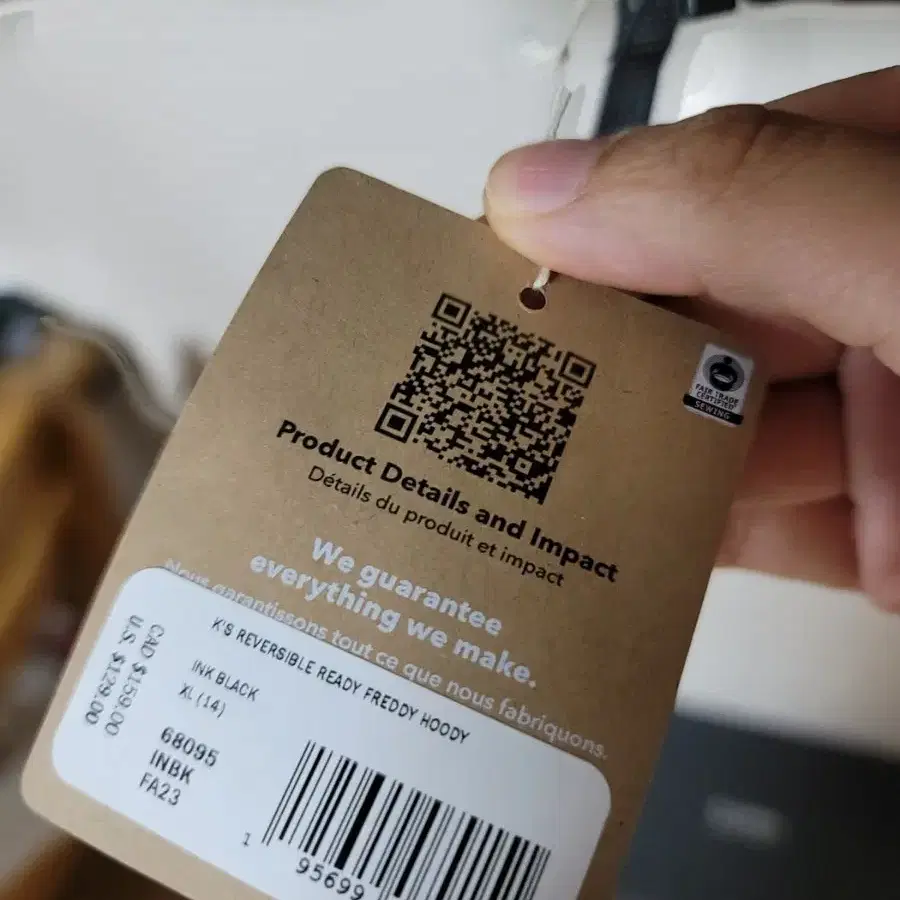 FAIR TRADE
CERTIFIED
SEWING
Product Details and Impact
Détails du produit et impact
We guarantee
everything we make.
Nous garantissons tout ce que nous fabriquons.
K'S REVERSIBLE READY FREDDY HOODY
INK BLACK
XL (14)
CAD $159.00
U.S. $129.00
68095
INBK
FA23
1 95699